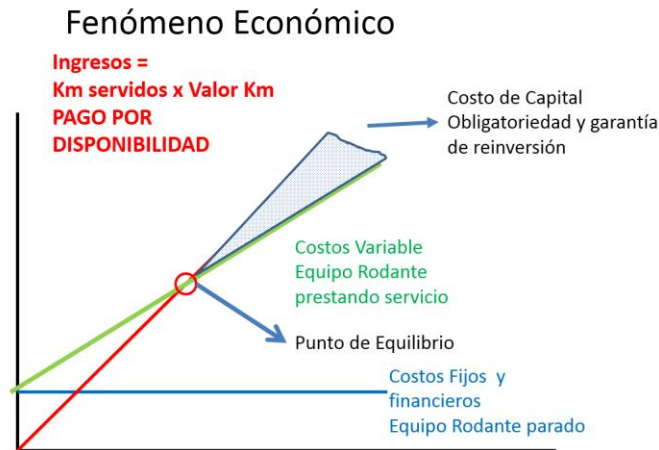 Fenómeno Económico
Ingresos =
Km servidos x Valor Km
PAGO POR
DISPONIBILIDAD
Costo de Capital
Obligatoriedad y garantía
de reinversión
Costos Variable
Equipo Rodante
prestando servicio
Punto de Equilibrio
Costos Fijos y
financieros
Equipo Rodante parado